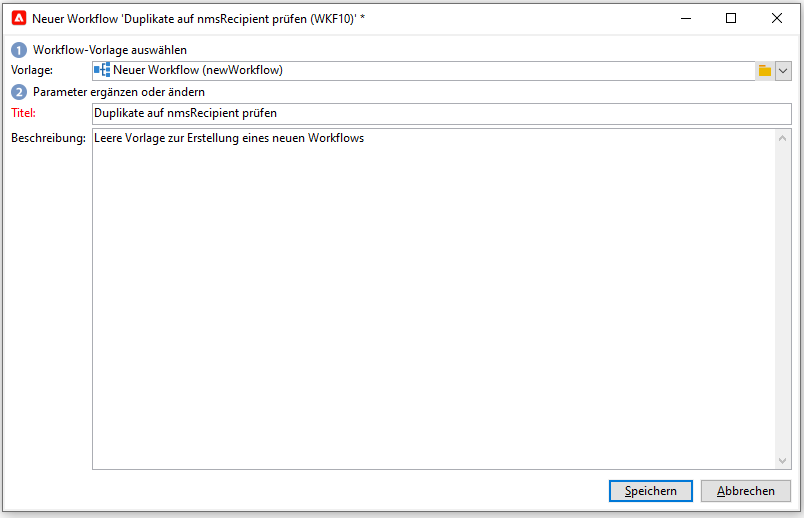 Neuer Workflow 'Duplikate auf nmsRecipient prüfen (WKF10)' *
1 Workflow-Vorlage auswählen
Vorlage: Neuer Workflow (newWorkflow)
2 Parameter ergänzen oder ändern
Titel: Duplikate auf nmsRecipient prüfen
Beschreibung: Leere Vorlage zur Erstellung eines neuen Workflows
Speichern Abbrechen